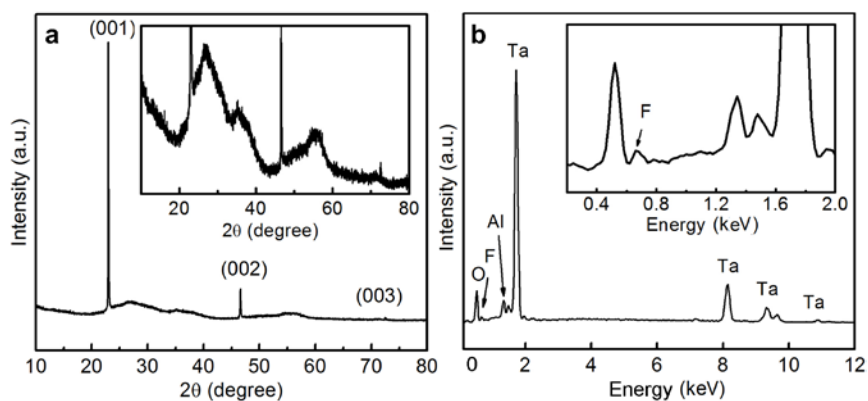 a
(001)
(002)
(003)
Intensity (a.u.)
10 20 30 40 50 60 70 80
2θ (degree)
20 40 60 80
2θ (degree)
b
Ta
Al
F
O
Ta
Ta
Ta
Intensity (a.u.)
0 2 4 6 8 10 12
Energy (keV)
F
0.4 0.8 1.2 1.6 2.0
Energy (keV)